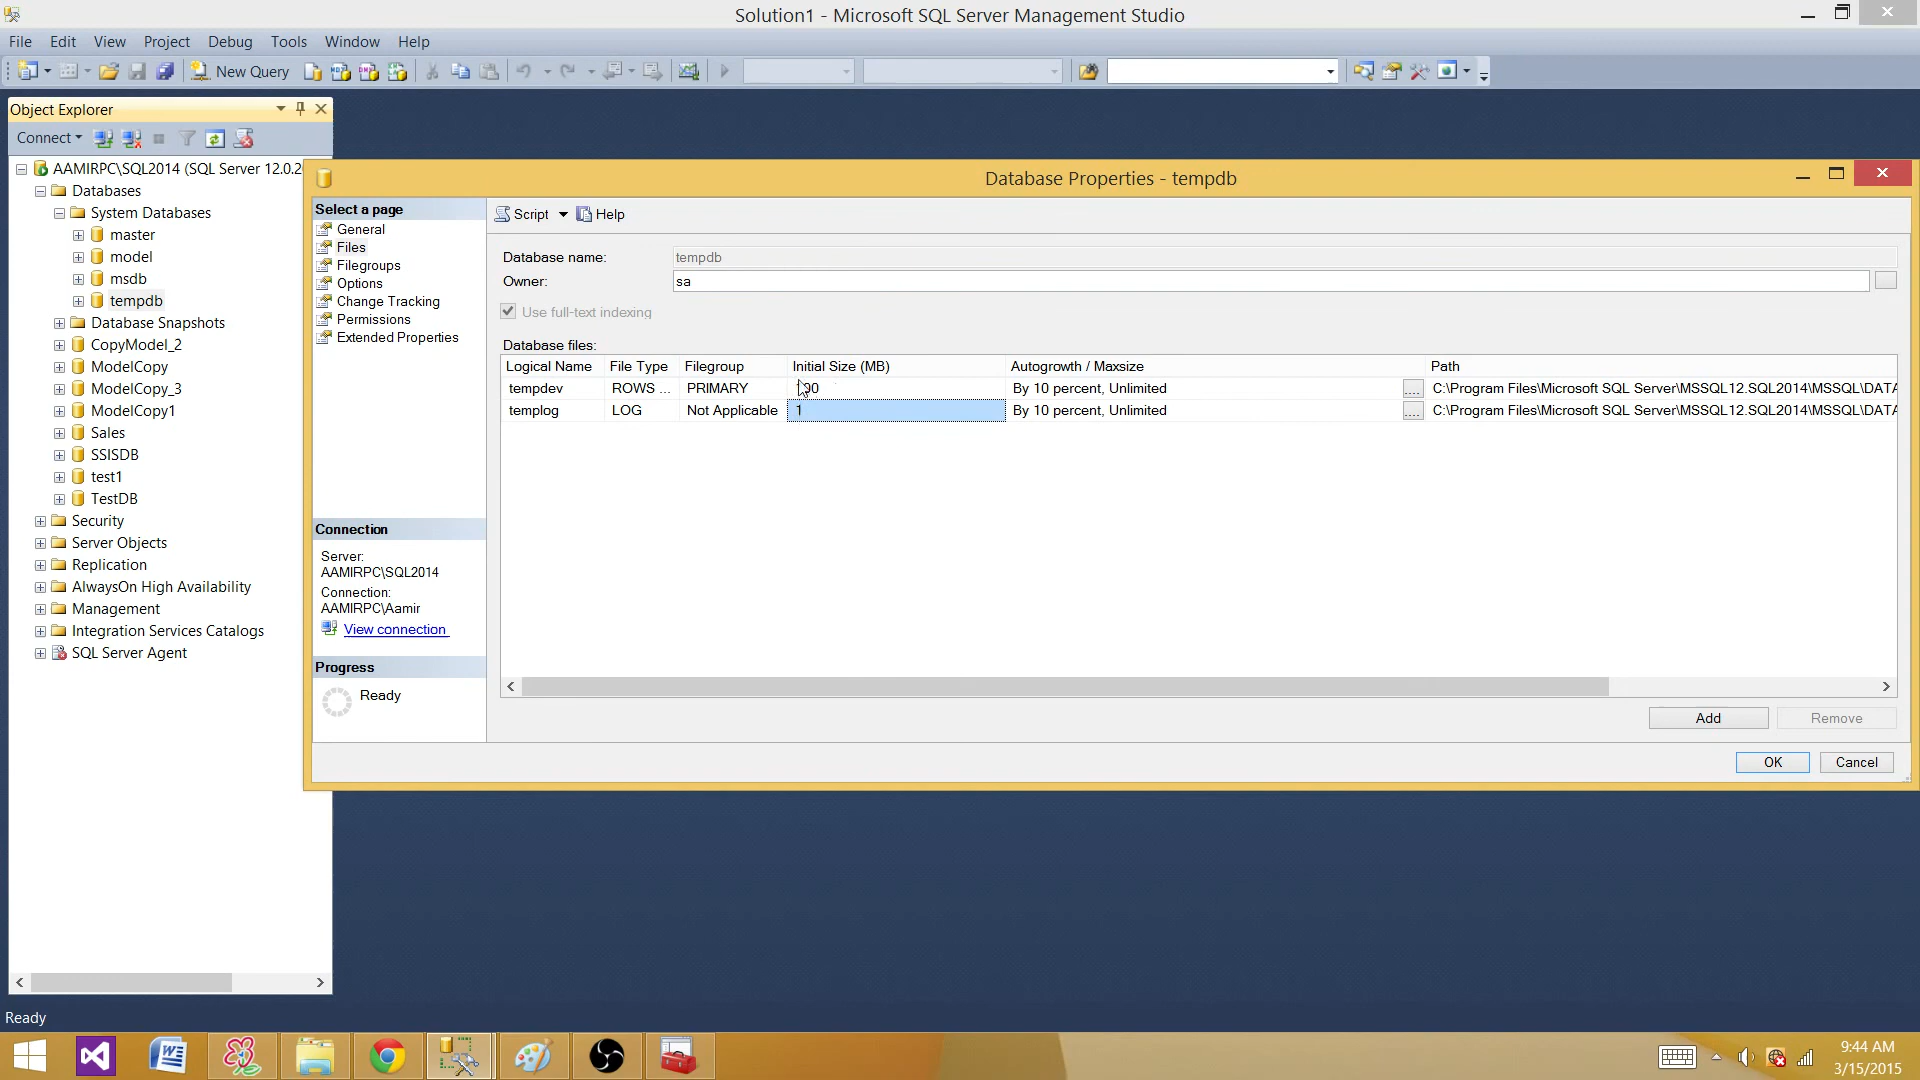 Solution1 - Microsoft SQL Server Management Studio
File Edit View Project Debug Tools Window Help
New Query
Object Explorer
Connect
AAMIRPC\SQL2014 (SQL Server 12.0.20
Databases
System Databases
master
model
msdb
tempdb
Database Snapshots
CopyModel_2
ModelCopy
ModelCopy_3
ModelCopy1
Sales
SSISDB
test1
TestDB
Security
Server Objects
Replication
AlwaysOn High Availability
Management
Integration Services Catalogs
SQL Server Agent
Database Properties - tempdb
Select a page
General
Files
Filegroups
Options
Change Tracking
Permissions
Extended Properties
Connection
Server:
AAMIRPC\SQL2014
Connection:
AAMIRPC\Aamir
View connection
Progress
Ready
Script Help
Database name: tempdb
Owner: sa
Use full-text indexing
Database files:
Logical Name File Type Filegroup Initial Size (MB) Autogrowth / Maxsize Path
tempdev ROWS ... PRIMARY By 10 percent, Unlimited ... C:\Program Files\Microsoft SQL Server\MSSQL12.SQL2014\MSSQL\DATA
templog LOG Not Applicable 1 By 10 percent, Unlimited ... C:\Program Files\Microsoft SQL Server\MSSQL12.SQL2014\MSSQL\DATA
Add Remove
OK Cancel
Ready
9:44 AM
3/15/2015